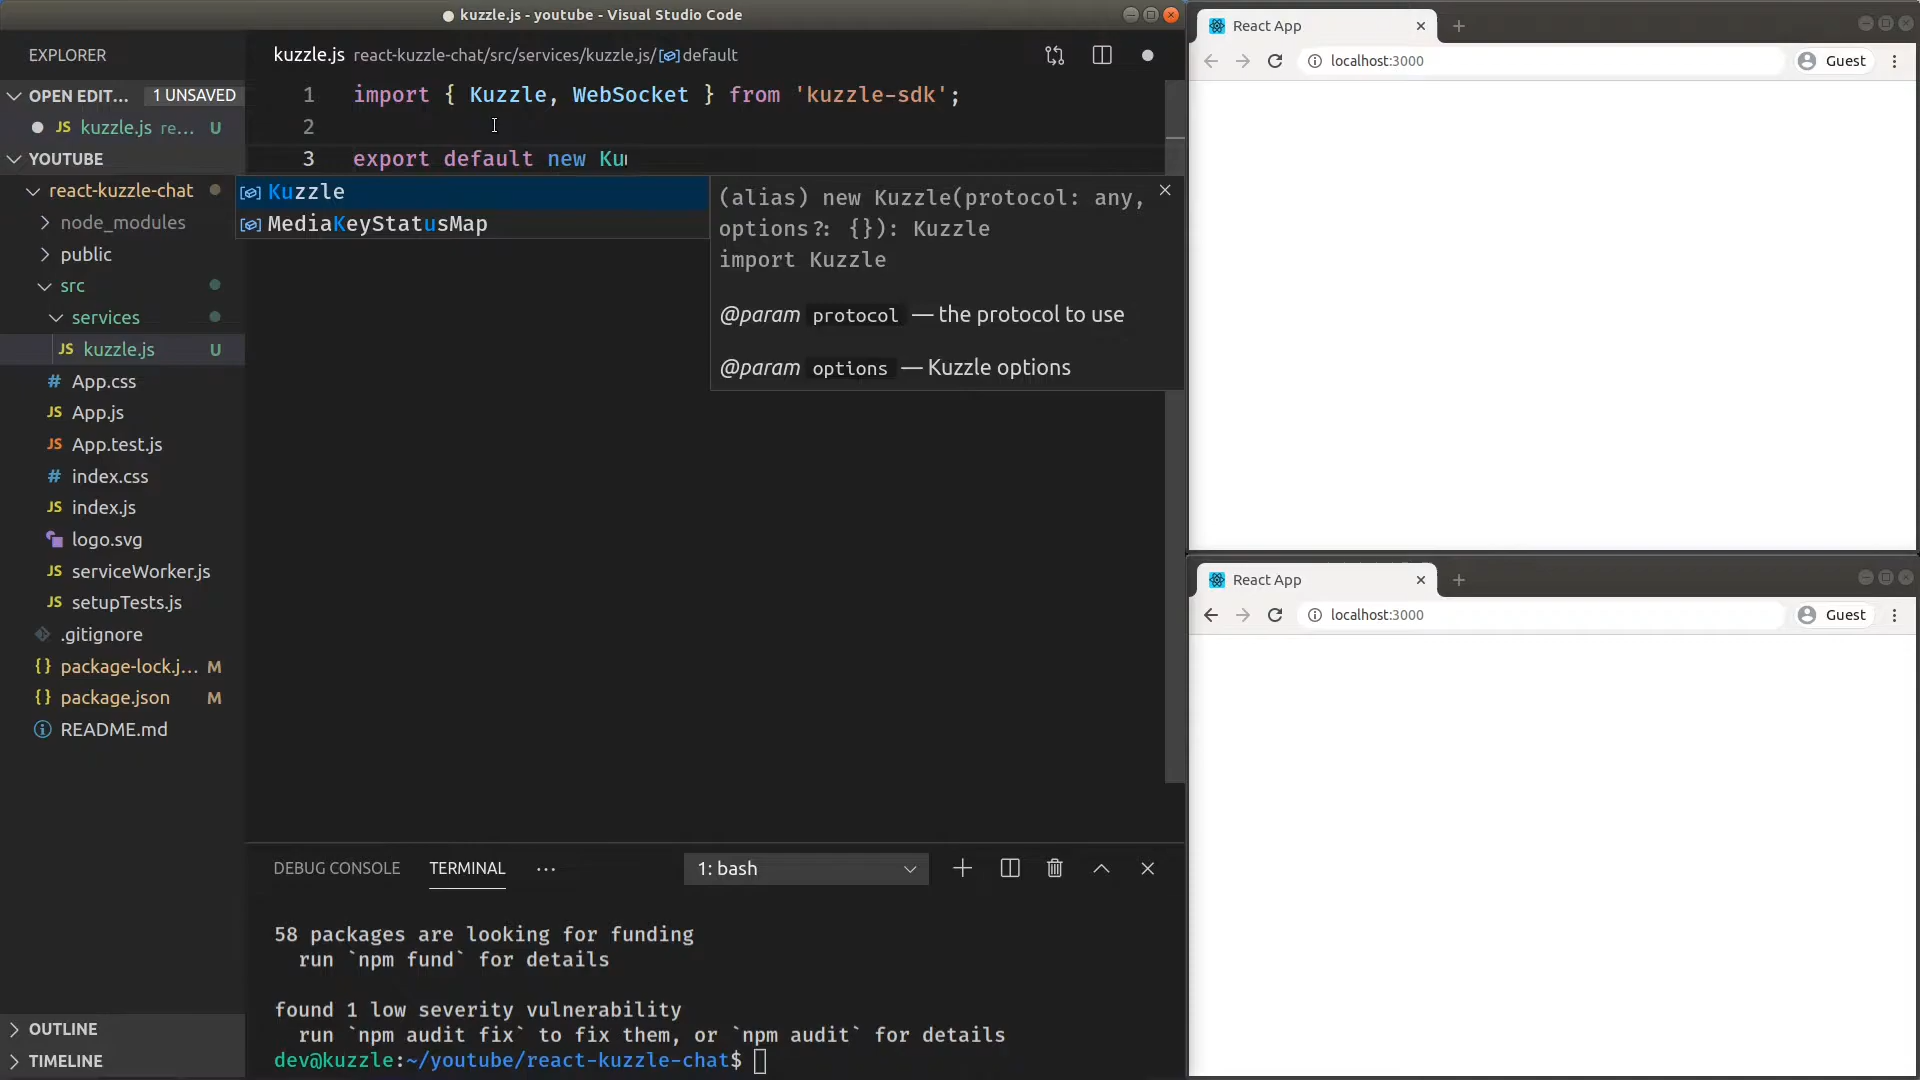 kuzzle.js - youtube - Visual Studio Code
EXPLORER
OPEN EDIT... 1 UNSAVED
JS kuzzle.js re... U
YOUTUBE
react-kuzzle-chat
node_modules
public
src
services
JS kuzzle.js U
# App.css
JS App.js
JS App.test.js
# index.css
JS index.js
logo.svg
JS serviceWorker.js
JS setupTests.js
.gitignore
{} package-lock.j... M
{} package.json M
README.md
OUTLINE
TIMELINE
kuzzle.js react-kuzzle-chat/src/services/kuzzle.js/ default
1 import { Kuzzle, WebSocket } from 'kuzzle-sdk';
2
3 export default new Ku
Kuzzle
MediaKeyStatusMap
(alias) new Kuzzle(protocol: any,
options?: {}): Kuzzle
import Kuzzle
@param protocol — the protocol to use
@param options — Kuzzle options
DEBUG CONSOLE TERMINAL ... 1: bash
58 packages are looking for funding
run `npm fund` for details
found 1 low severity vulnerability
run `npm audit fix` to fix them, or `npm audit` for details
dev@kuzzle:~/youtube/react-kuzzle-chat$
React App
localhost:3000 Guest
React App
localhost:3000 Guest